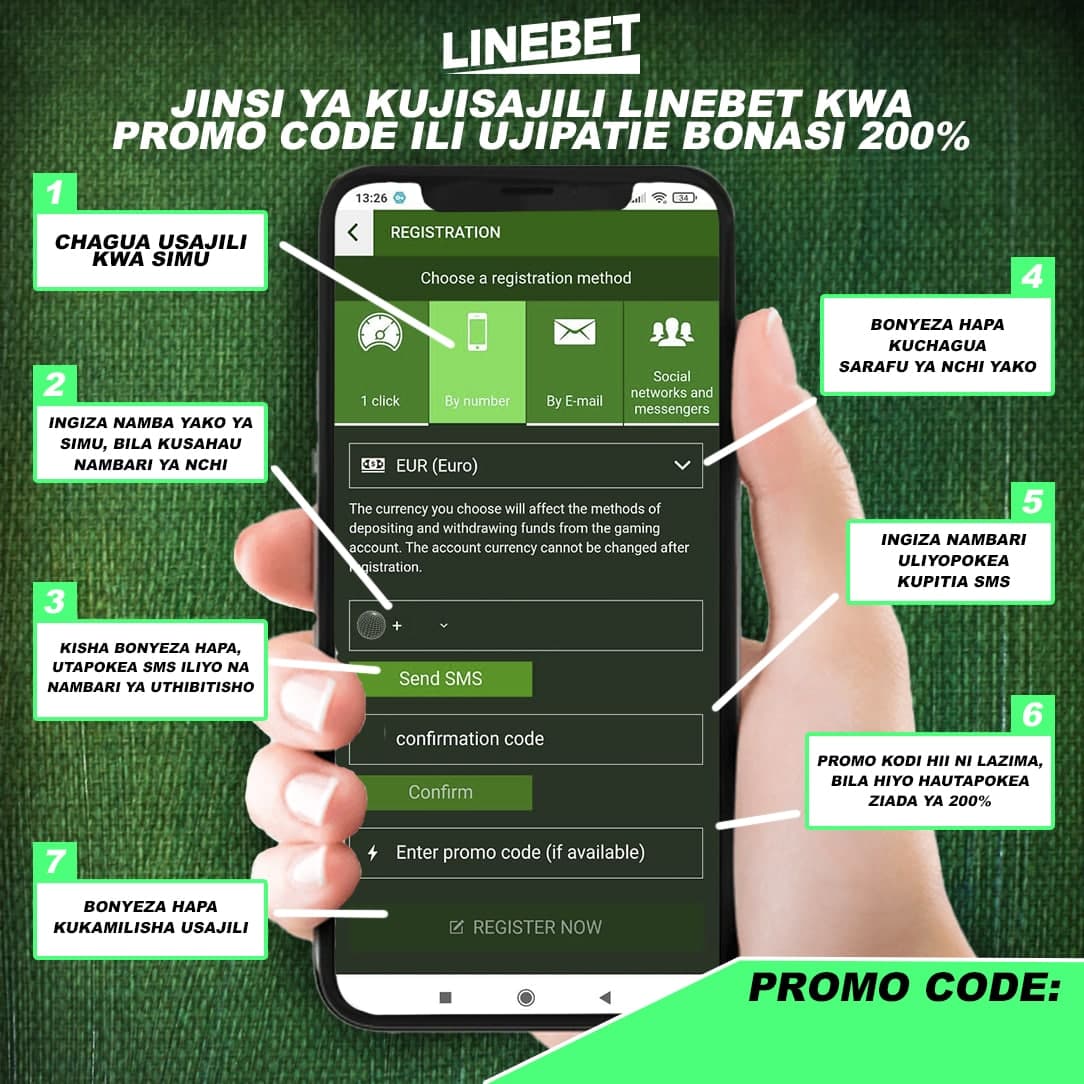 LINEBET
JINSI YA KUJISAJILI LINEBET KWA
PROMO CODE ILI UJIPATIE BONASI 200%
1
CHAGUA USAJILI
KWA SIMU
2
INGIZA NAMBA YAKO YA
SIMU, BILA KUSAHAU
NAMBARI YA NCHI
3
KISHA BONYEZA HAPA,
UTAPOKEA SMS ILIYO NA
NAMBARI YA UTHIBITISHO
7
BONYEZA HAPA
KUKAMILISHA USAJILI
13:26
34
REGISTRATION
Choose a registration method
1 click
By number
By E-mail
Social
networks and
messengers
EUR (Euro)
The currency you choose will affect the methods of
depositing and withdrawing funds from the gaming
account. The account currency cannot be changed after
registration.
+
Send SMS
confirmation code
Confirm
Enter promo code (if available)
REGISTER NOW
4
BONYEZA HAPA
KUCHAGUA
SARAFU YA NCHI YAKO
5
INGIZA NAMBARI
ULIYOPOKEA
KUPITIA SMS
6
PROMO KODI HII NI LAZIMA,
BILA HIYO HAUTAPOKEA
ZIADA YA 200%
PROMO CODE: